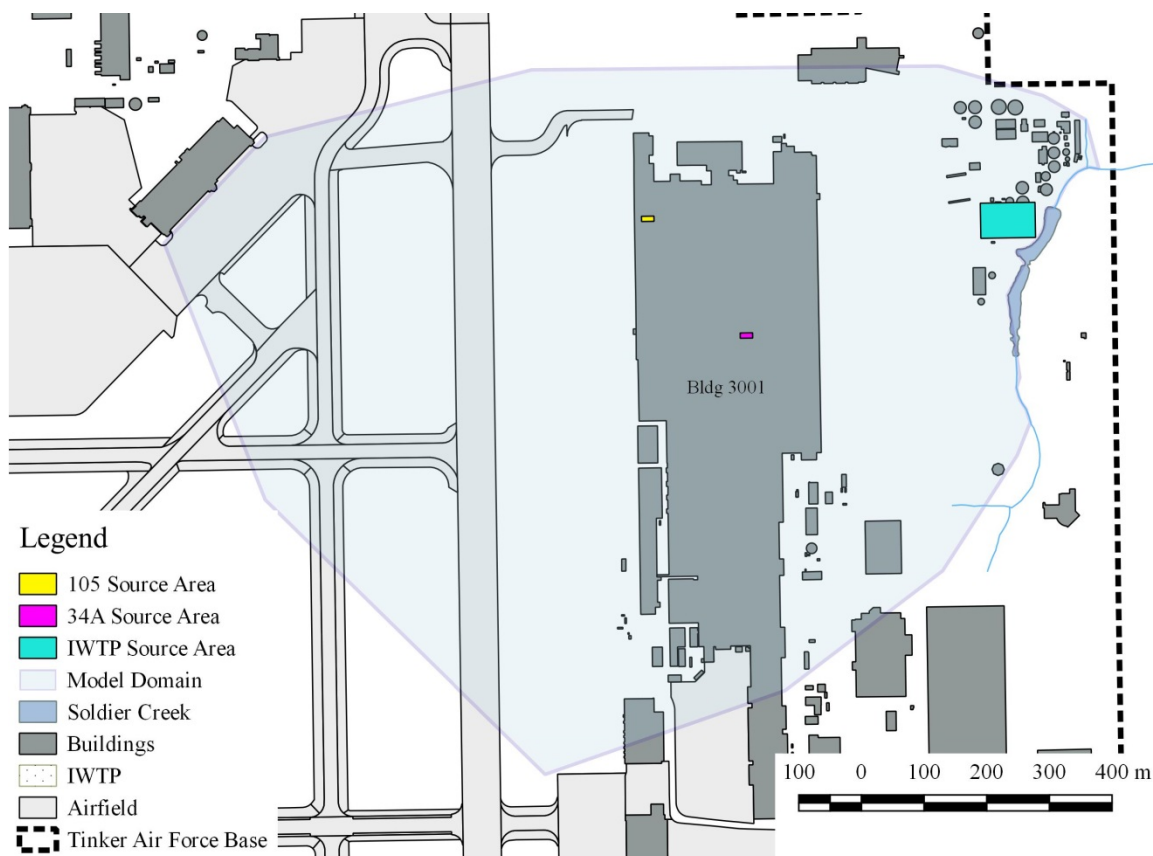 Bldg 3001
Legend
105 Source Area
34A Source Area
IWTP Source Area
Model Domain
Soldier Creek
Buildings
IWTP
Airfield
Tinker Air Force Base
100 0 100 200 300 400 m